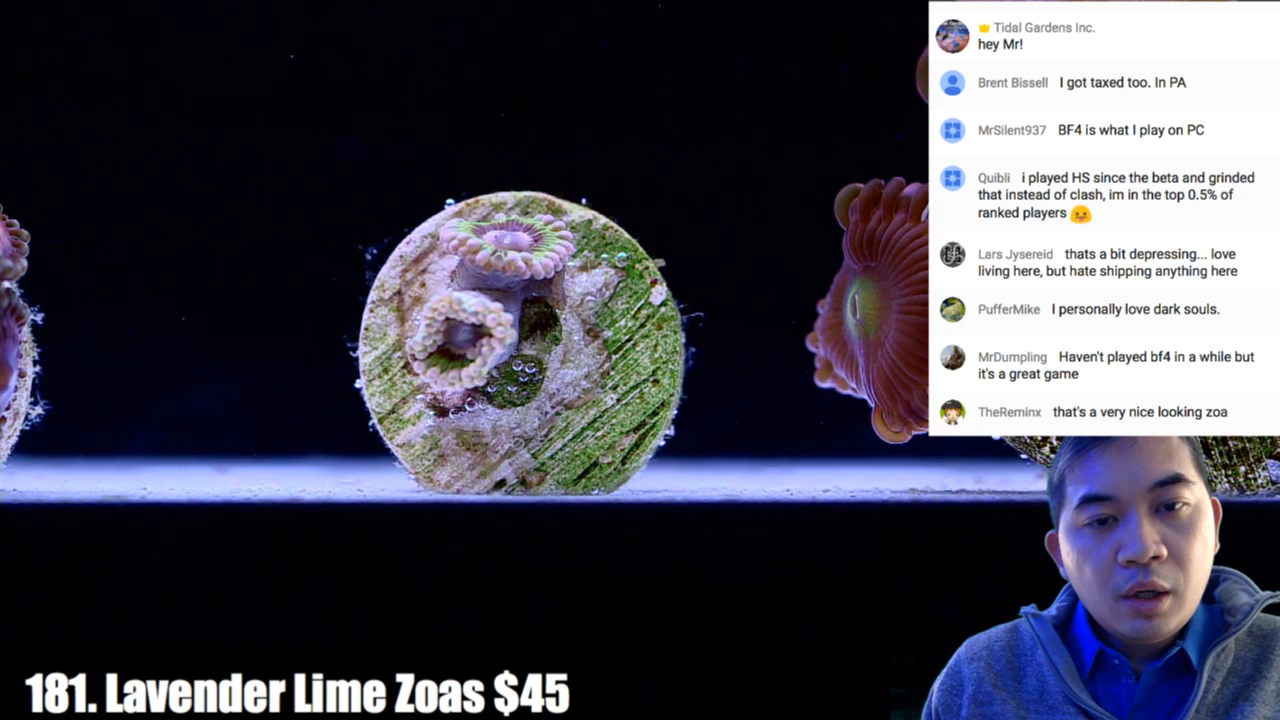 Tidal Gardens Inc.
hey Mr!
Brent Bissell I got taxed too. In PA
MrSilent937 BF4 is what I play on PC
Quibli i played HS since the beta and grinded
that instead of clash, im in the top 0.5% of
ranked players
Lars Jysereid thats a bit depressing... love
living here, but hate shipping anything here
PufferMike I personally love dark souls.
MrDumpling Haven't played bf4 in a while but
it's a great game
TheReminx that's a very nice looking zoa
181. Lavender Lime Zoas $45